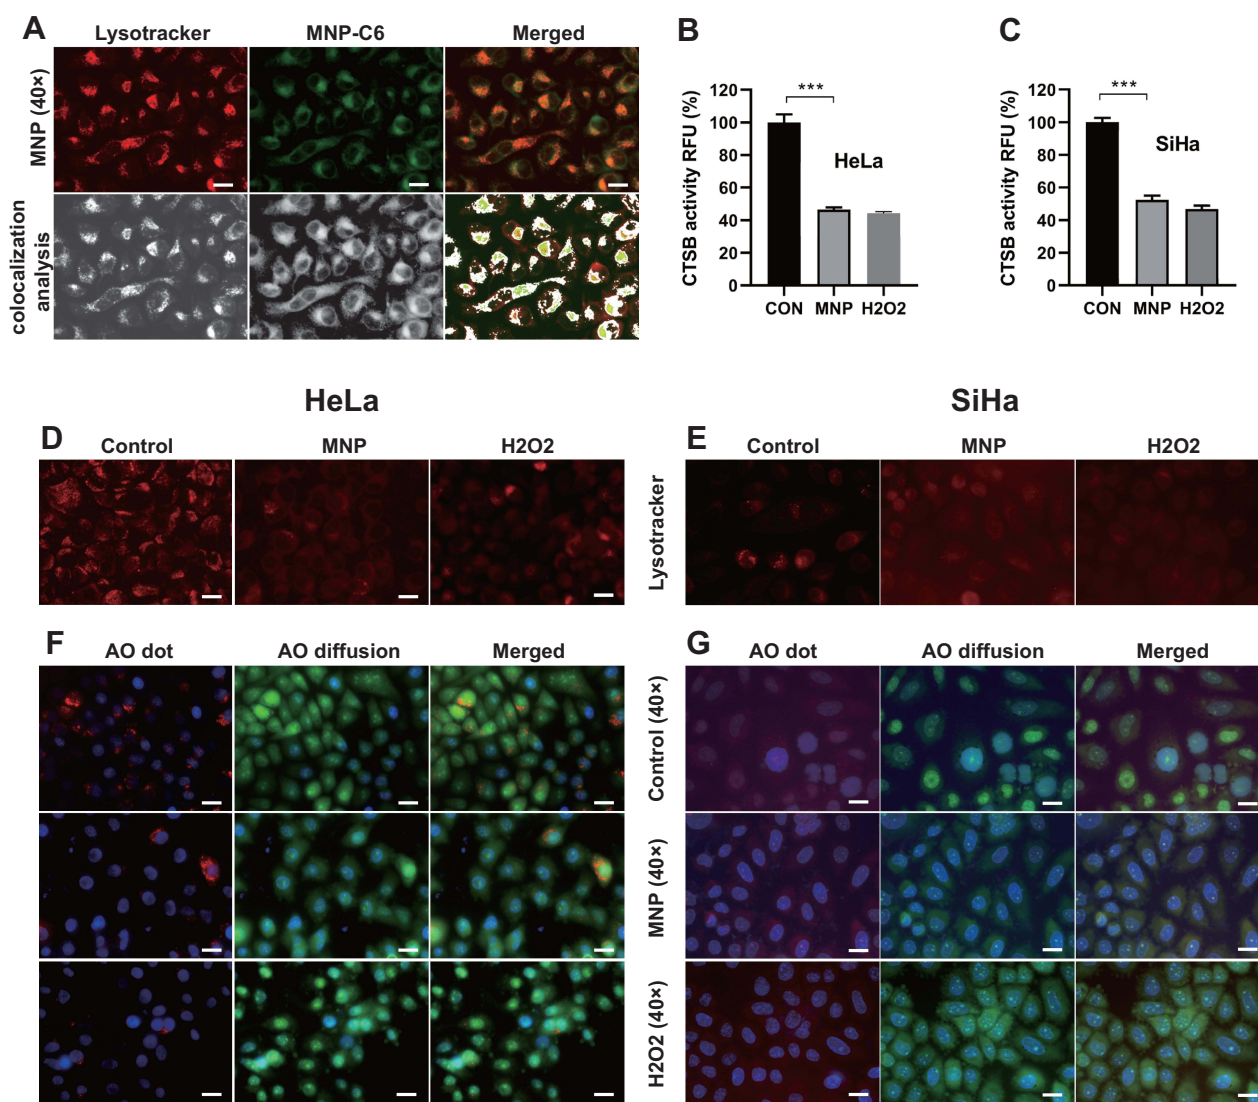 A
Lysotracker MNP-C6 Merged
MNP (40×)
colocalization
analysis
B
CTSB activity RFU (%)
120
100
80
60
40
20
0
***
HeLa
CON MNP H2O2
C
CTSB activity RFU (%)
120
100
80
60
40
20
0
***
SiHa
CON MNP H2O2
HeLa
D
Control MNP H2O2
SiHa
E
Control MNP H2O2
Lysotracker
F
AO dot AO diffusion Merged
G
AO dot AO diffusion Merged
Control (40×)
MNP (40×)
H2O2 (40×)